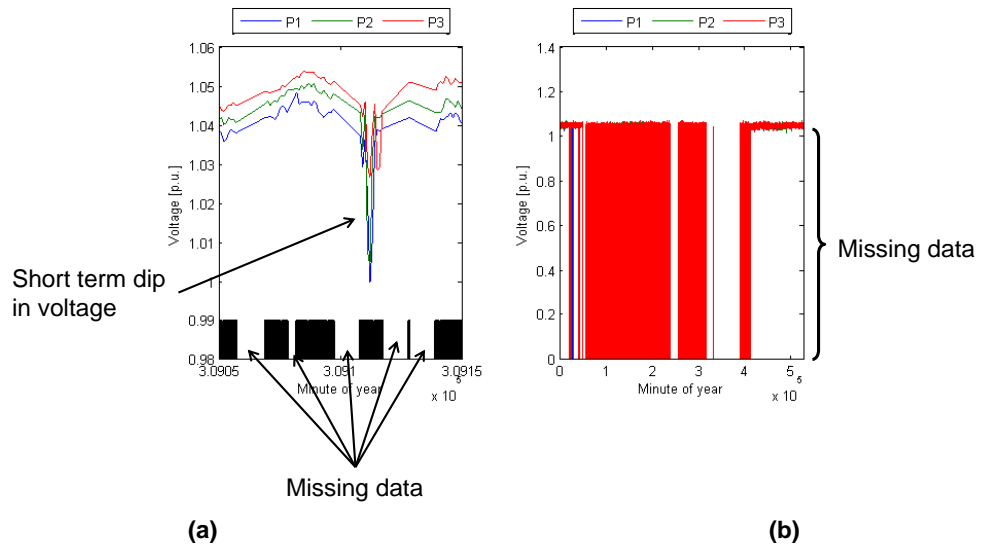 P1 P2 P3
1.06
1.05
1.04
1.03
1.02
1.01
1
0.99
0.98
Voltage [p.u.]
3.0905 3.091 3.0915
Minute of year
x 10
5
Short term dip
in voltage
Missing data
(a)
P1 P2 P3
1.4
1.2
1
0.8
0.6
0.4
0.2
0
Voltage [p.u.]
0 1 2 3 4 5
Minute of year
x 10
5
Missing data
(b)